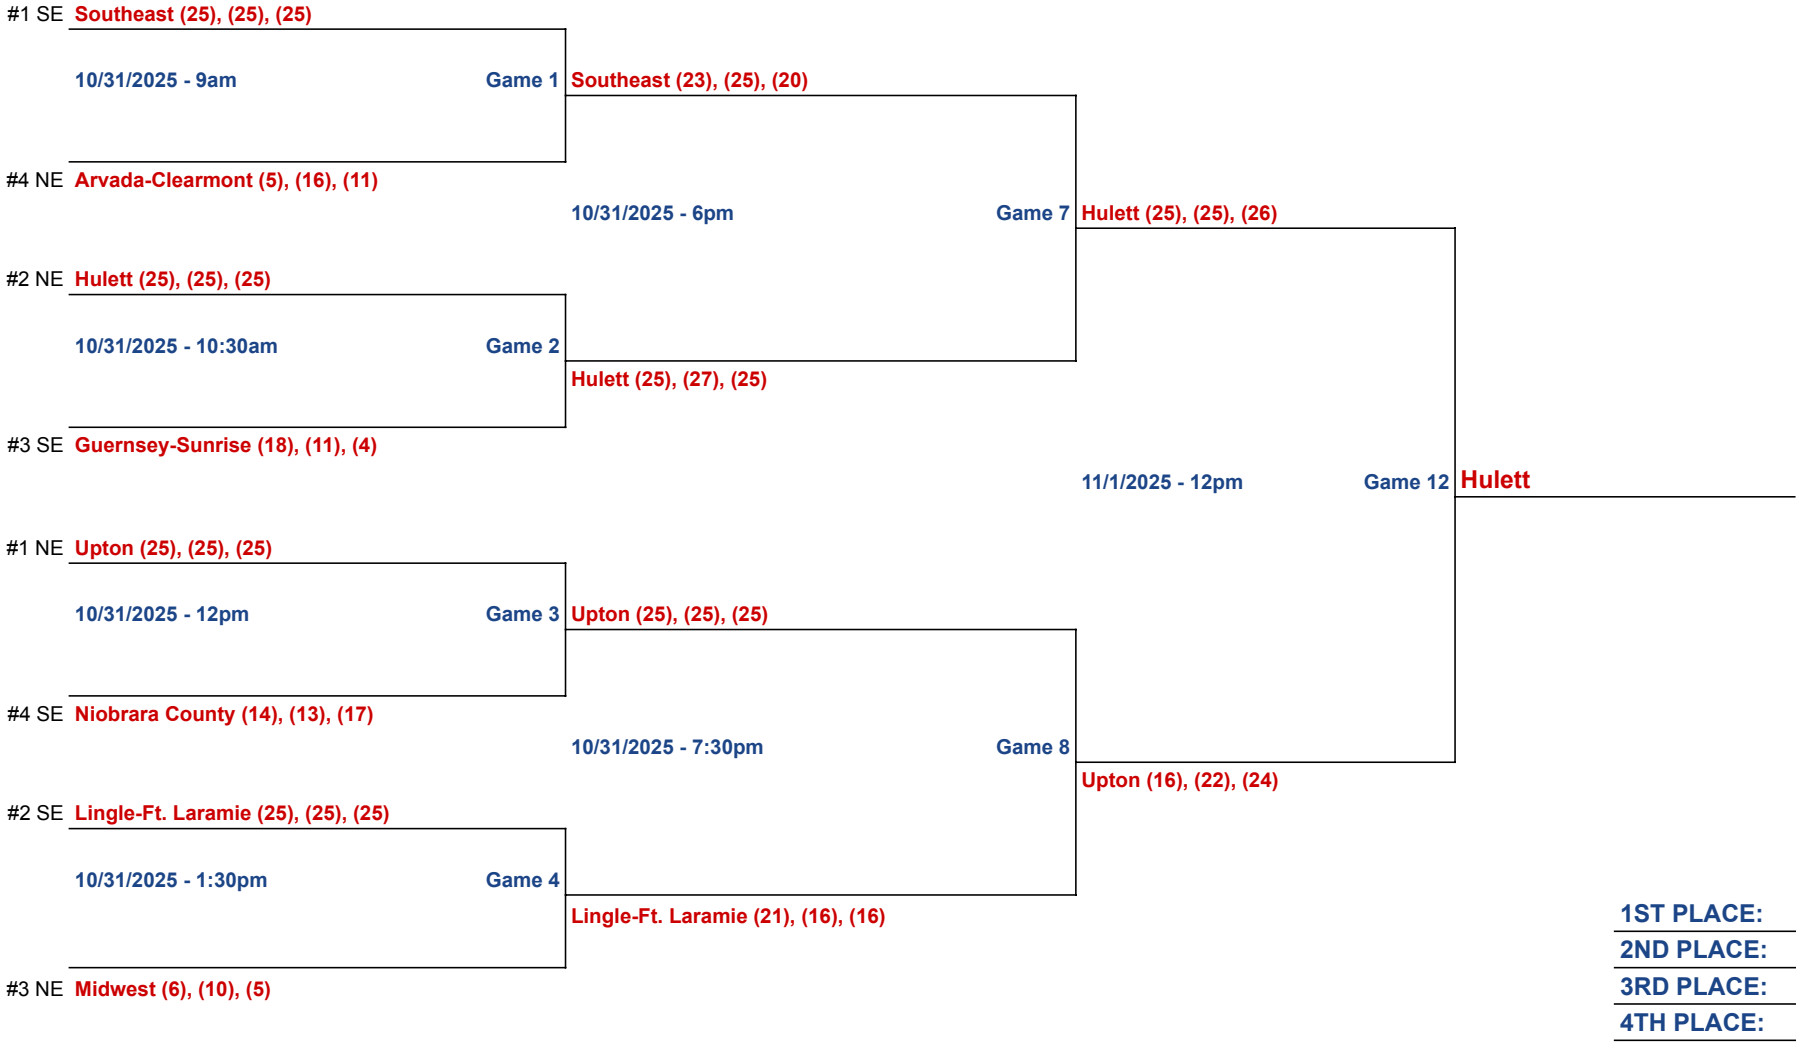 #1 SE Southeast (25), (25), (25)
10/31/2025 - 9am Game 1 Southeast (23), (25), (20)
#4 NE Arvada-Clearmont (5), (16), (11)
10/31/2025 - 6pm Game 7 Hulett (25), (25), (26)
#2 NE Hulett (25), (25), (25)
10/31/2025 - 10:30am Game 2
Hulett (25), (27), (25)
#3 SE Guernsey-Sunrise (18), (11), (4)
11/1/2025 - 12pm Game 12 Hulett
#1 NE Upton (25), (25), (25)
10/31/2025 - 12pm Game 3 Upton (25), (25), (25)
#4 SE Niobrara County (14), (13), (17)
10/31/2025 - 7:30pm Game 8
Upton (16), (22), (24)
#2 SE Lingle-Ft. Laramie (25), (25), (25)
10/31/2025 - 1:30pm Game 4
Lingle-Ft. Laramie (21), (16), (16)
1ST PLACE:
2ND PLACE:
#3 NE Midwest (6), (10), (5)
3RD PLACE:
4TH PLACE: